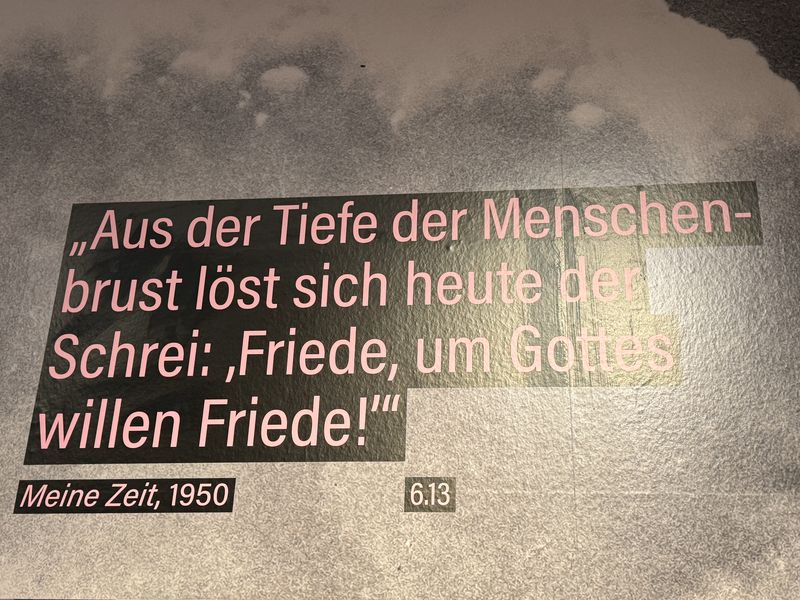 „Aus der Tiefe der Menschen-
brust löst sich heute der
Schrei: ‚Friede, um Gottes
willen Friede!‘“
Meine Zeit, 1950
6.13